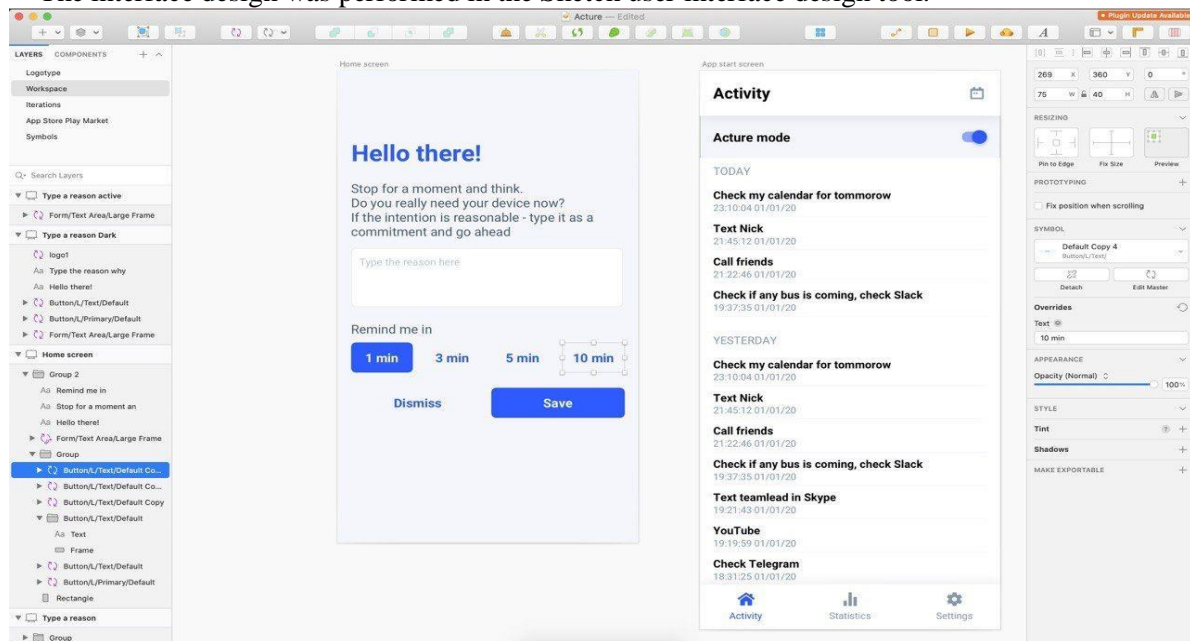 The interface design was performed in the Sketch user interface design tool.
Acture — Edited
Plugin Update Available
LAYERS COMPONENTS
Logotype
Workspace
Iterations
App Store Play Market
Symbols
Search Layers
Type a reason active
Form/Text Area/Large Frame
Type a reason Dark
logo1
Aa Type the reason why
Aa Hello there!
Button/L/Text/Default
Button/L/Primary/Default
Form/Text Area/Large Frame
Home screen
Group 2
Aa Remind me in
Aa Stop for a moment an
Aa Hello there!
Form/Text Area/Large Frame
Group
Button/L/Text/Default Co...
Button/L/Text/Default Co...
Button/L/Text/Default Copy
Button/L/Text/Default
Aa Text
Frame
Button/L/Text/Default
Button/L/Primary/Default
Rectangle
Type a reason
Group
Home screen
Hello there!
Stop for a moment and think.
Do you really need your device now?
If the intention is reasonable - type it as a
commitment and go ahead
Type the reason here
Remind me in
1 min 3 min 5 min 10 min
Dismiss Save
App start screen
Activity
Acture mode
TODAY
Check my calendar for tommorow
23:10:04 01/01/20
Text Nick
21:45:12 01/01/20
Call friends
21:22:46 01/01/20
Check if any bus is coming, check Slack
19:37:35 01/01/20
YESTERDAY
Check my calendar for tommorow
23:10:04 01/01/20
Text Nick
21:45:12 01/01/20
Call friends
21:22:46 01/01/20
Check if any bus is coming, check Slack
19:37:35 01/01/20
Text teamlead in Skype
19:21:43 01/01/20
YouTube
19:19:59 01/01/20
Check Telegram
18:31:25 01/01/20
Activity Statistics Settings
269 X 360 Y 0 °
75 W 40 H
RESIZING
Pin to Edge Fix Size Preview
PROTOTYPING
Fix position when scrolling
SYMBOL
Default Copy 4
Button/L/Text/
Detach Edit Master
Overrides
Text
10 min
APPEARANCE
Opacity (Normal)
100%
STYLE
Tint
Shadows
MAKE EXPORTABLE